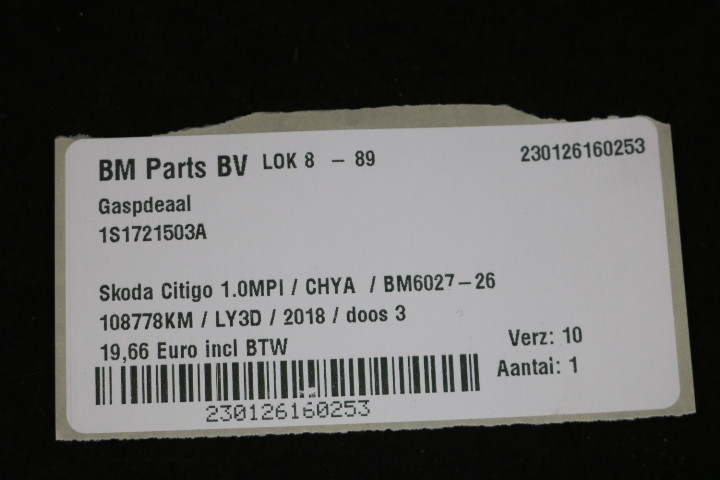 BM Parts BV LOK 8 - 89 230126160253
Gaspdeaal
1S1721503A
Skoda Citigo 1.0MPI / CHYA / BM6027-26
108778KM / LY3D / 2018 / doos 3
19,66 Euro incl BTW
Verz: 10
Aantai: 1
230126160253